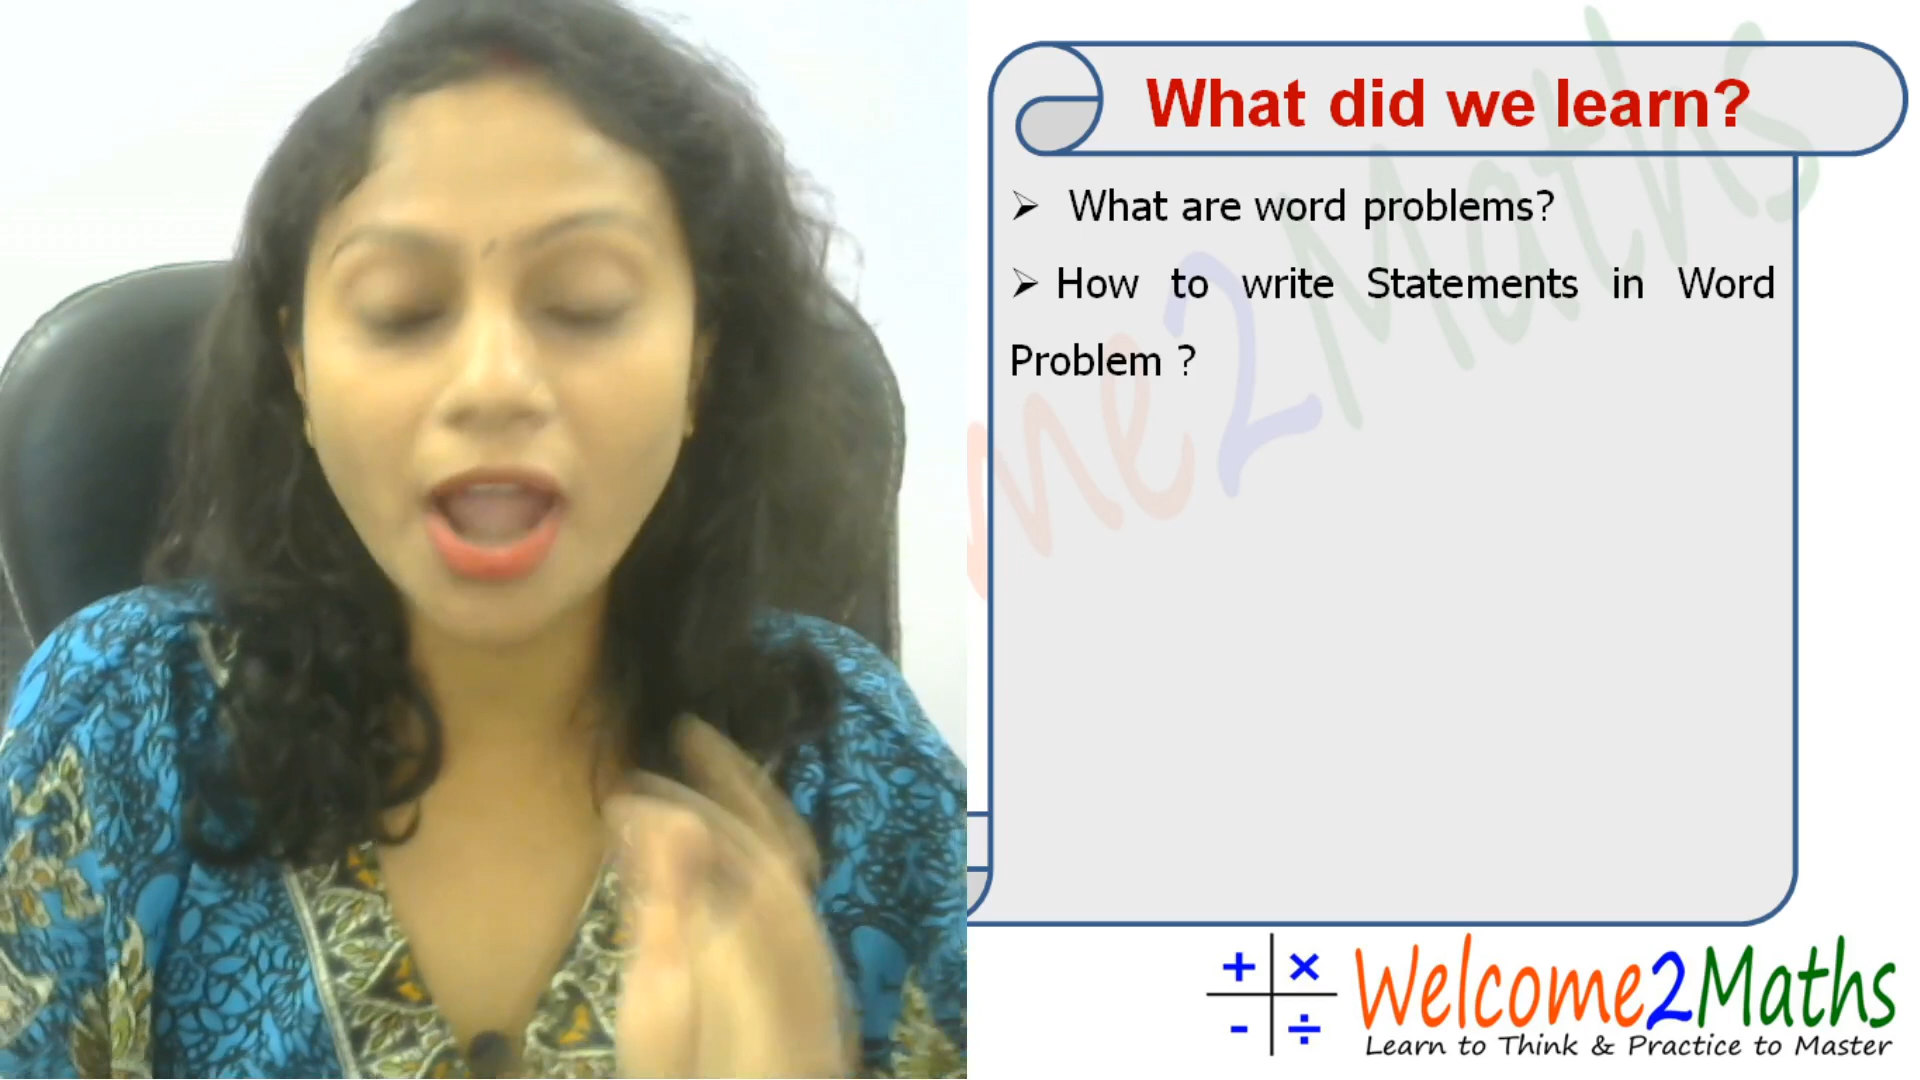 What did we learn?
➢ What are word problems?
➢ How to write Statements in Word
Problem ?
me2Maths
+ ×
- ÷
Welcome2Maths
Learn to Think & Practice to Master